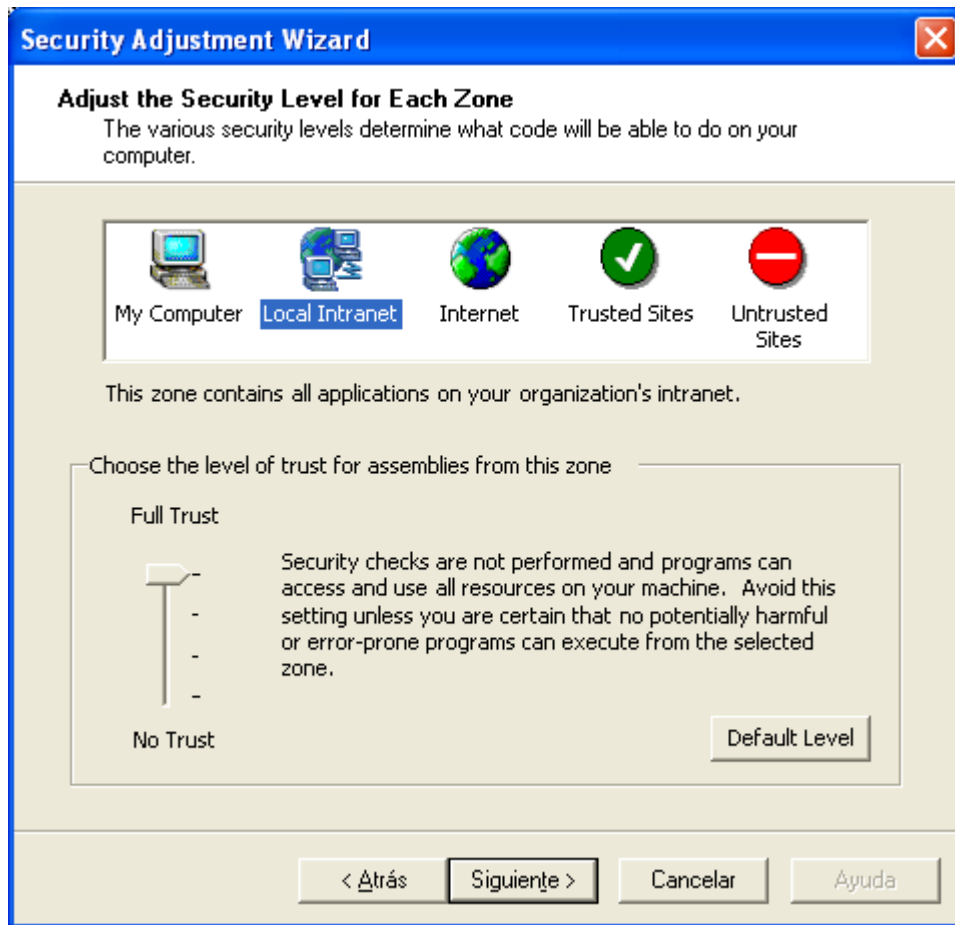 Security Adjustment Wizard
Adjust the Security Level for Each Zone
The various security levels determine what code will be able to do on your
computer.
My Computer Local Intranet Internet Trusted Sites Untrusted
Sites
This zone contains all applications on your organization's intranet.
Choose the level of trust for assemblies from this zone
Full Trust
Security checks are not performed and programs can
access and use all resources on your machine. Avoid this
setting unless you are certain that no potentially harmful
or error-prone programs can execute from the selected
zone.
No Trust
Default Level
< Atrás Siguiente > Cancelar Ayuda